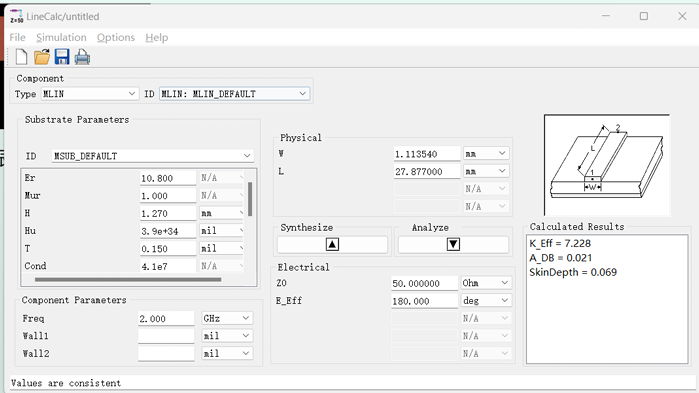 LineCalc/untitled
File Simulation Options Help
Component
Type MLIN ID MLIN: MLIN_DEFAULT
Substrate Parameters
ID MSUB_DEFAULT
Er 10.800 N/A
Mur 1.000 N/A
H 1.270 mm
Hu 3.9e+34 mil
T 0.150 mil
Cond 4.1e7 N/A
Component Parameters
Freq 2.000 GHz
Wall1 mil
Wall2 mil
Physical
W 1.113540 mm
L 27.877000 mm
N/A
N/A
Synthesize Analyze
Electrical
Z0 50.000000 Ohm
E_Eff 180.000 deg
N/A
N/A
N/A
2
L
1
W
Calculated Results
K_Eff = 7.228
A_DB = 0.021
SkinDepth = 0.069
Values are consistent